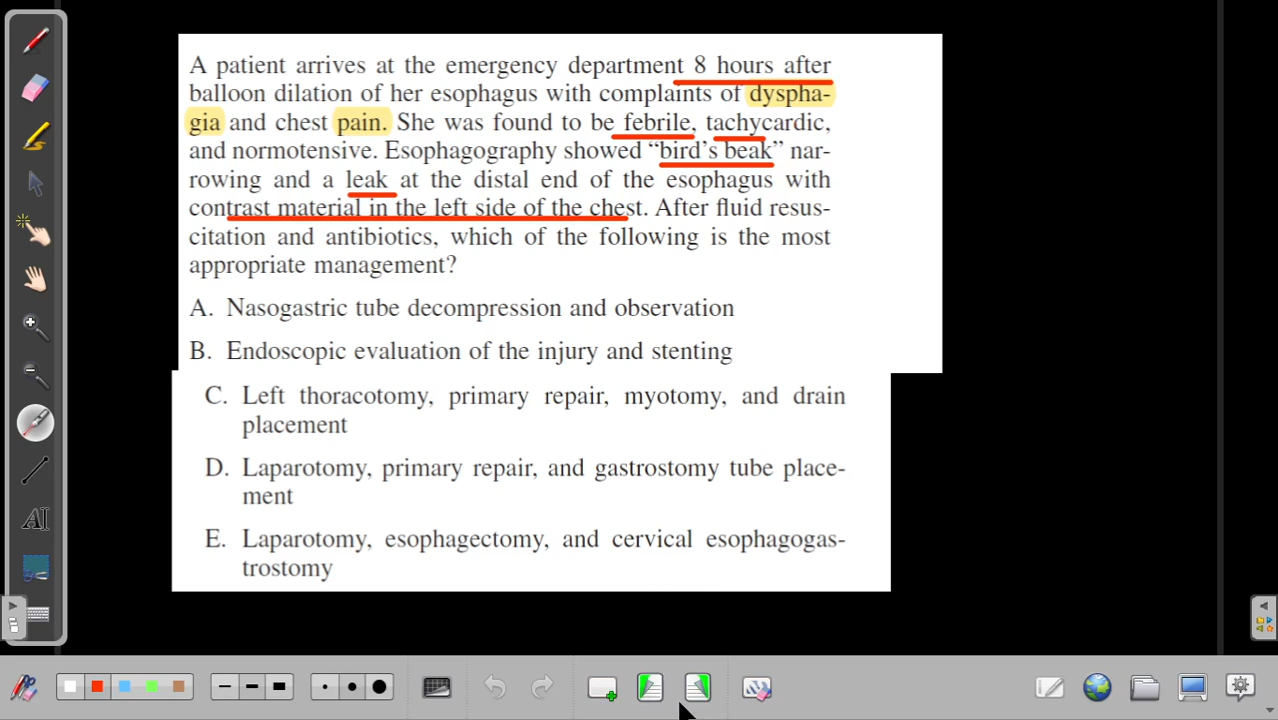 A patient arrives at the emergency department 8 hours after
balloon dilation of her esophagus with complaints of dyspha-
gia and chest pain. She was found to be febrile, tachycardic,
and normotensive. Esophagography showed “bird’s beak” nar-
rowing and a leak at the distal end of the esophagus with
contrast material in the left side of the chest. After fluid resus-
citation and antibiotics, which of the following is the most
appropriate management?
A. Nasogastric tube decompression and observation
B. Endoscopic evaluation of the injury and stenting
C. Left thoracotomy, primary repair, myotomy, and drain
placement
D. Laparotomy, primary repair, and gastrostomy tube place-
ment
E. Laparotomy, esophagectomy, and cervical esophagogas-
trostomy
AI